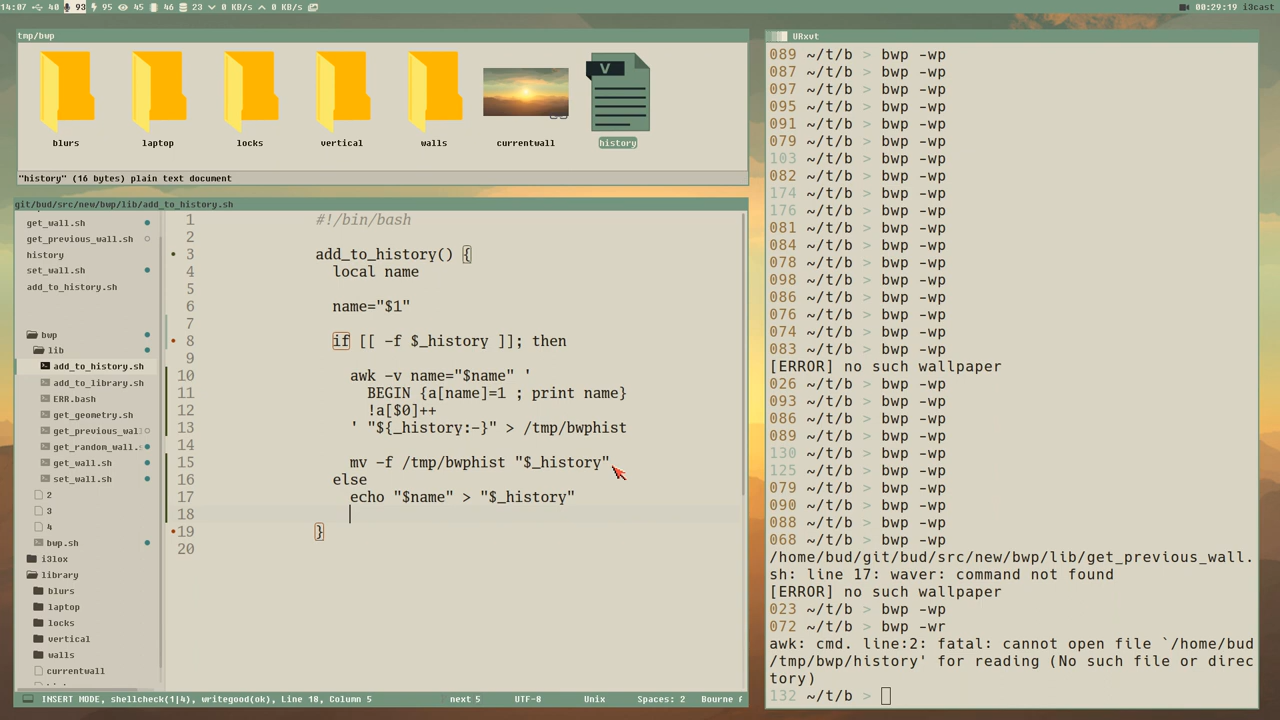 14:07 40 93 95 45 46 23 0 KB/s 0 KB/s 00:29:19 i3cast
tmp/bwp
blurs laptop locks vertical walls currentwall history
V
"history" (16 bytes) plain text document
git/bud/src/new/bwp/lib/add_to_history.sh
get_wall.sh
get_previous_wall.sh
history
set_wall.sh
add_to_history.sh
bwp
lib
add_to_history.sh
add_to_library.sh
ERR.bash
get_geometry.sh
get_previous_wal
get_random_wall.
get_wall.sh
set_wall.sh
2
3
4
bwp.sh
i3lox
library
blurs
laptop
locks
vertical
walls
currentwall
1 #!/bin/bash
2
3 add_to_history() {
4 local name
5
6 name="$1"
7
8 if [[ -f $_history ]]; then
9
10 awk -v name="$name" '
11 BEGIN {a[name]=1 ; print name}
12 !a[$0]++
13 ' "${_history:-}" > /tmp/bwphist
14
15 mv -f /tmp/bwphist "$_history"
16 else
17 echo "$name" > "$_history"
18
19 }
20
INSERT MODE, shellcheck(1|4), writegood(ok), Line 18, Column 5 next 5 UTF-8 Unix Spaces: 2 Bourne
URxvt
089 ~/t/b > bwp -wp
087 ~/t/b > bwp -wp
097 ~/t/b > bwp -wp
095 ~/t/b > bwp -wp
091 ~/t/b > bwp -wp
079 ~/t/b > bwp -wp
103 ~/t/b > bwp -wp
082 ~/t/b > bwp -wp
174 ~/t/b > bwp -wp
176 ~/t/b > bwp -wp
081 ~/t/b > bwp -wp
084 ~/t/b > bwp -wp
078 ~/t/b > bwp -wp
098 ~/t/b > bwp -wp
086 ~/t/b > bwp -wp
076 ~/t/b > bwp -wp
074 ~/t/b > bwp -wp
083 ~/t/b > bwp -wp
[ERROR] no such wallpaper
026 ~/t/b > bwp -wp
093 ~/t/b > bwp -wp
086 ~/t/b > bwp -wp
089 ~/t/b > bwp -wp
130 ~/t/b > bwp -wp
125 ~/t/b > bwp -wp
079 ~/t/b > bwp -wp
090 ~/t/b > bwp -wp
088 ~/t/b > bwp -wp
068 ~/t/b > bwp -wp
/home/bud/git/bud/src/new/bwp/lib/get_previous_wall.
sh: line 17: waver: command not found
[ERROR] no such wallpaper
023 ~/t/b > bwp -wp
072 ~/t/b > bwp -wr
awk: cmd. line:2: fatal: cannot open file `/home/bud
/tmp/bwp/history' for reading (No such file or direc
tory)
132 ~/t/b >